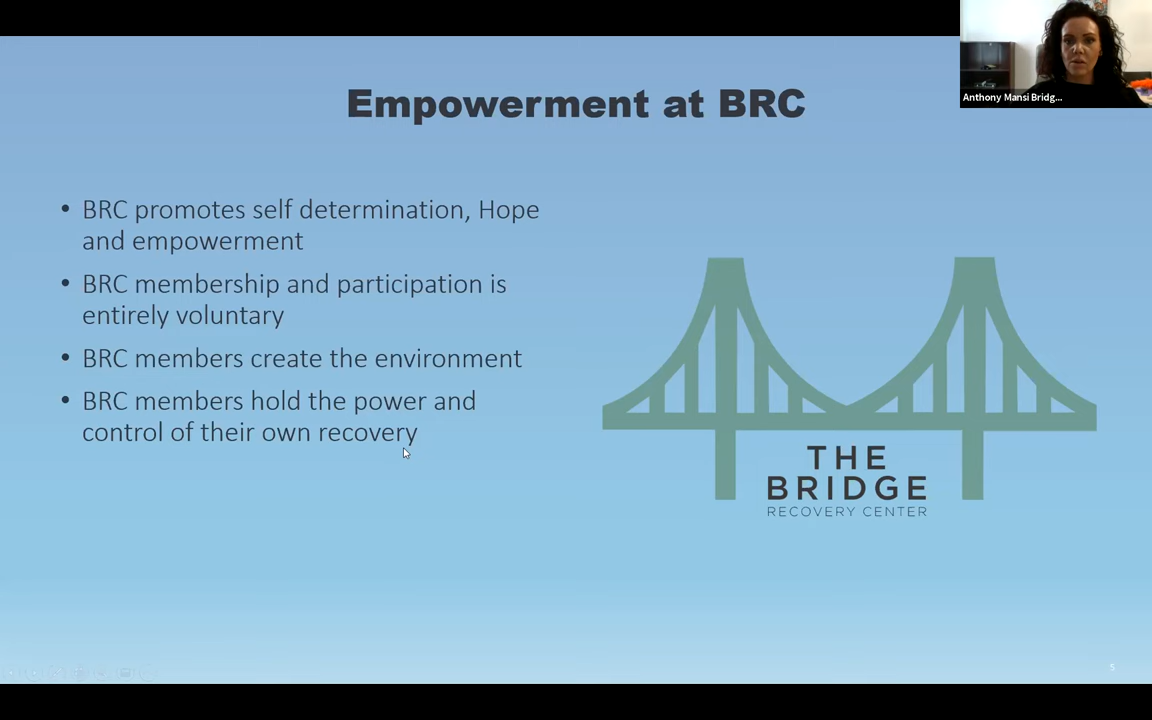 Anthony Mansi Bridg...
Empowerment at BRC
• BRC promotes self determination, Hope
and empowerment
• BRC membership and participation is
entirely voluntary
• BRC members create the environment
• BRC members hold the power and
control of their own recovery
THE
BRIDGE
RECOVERY CENTER
5